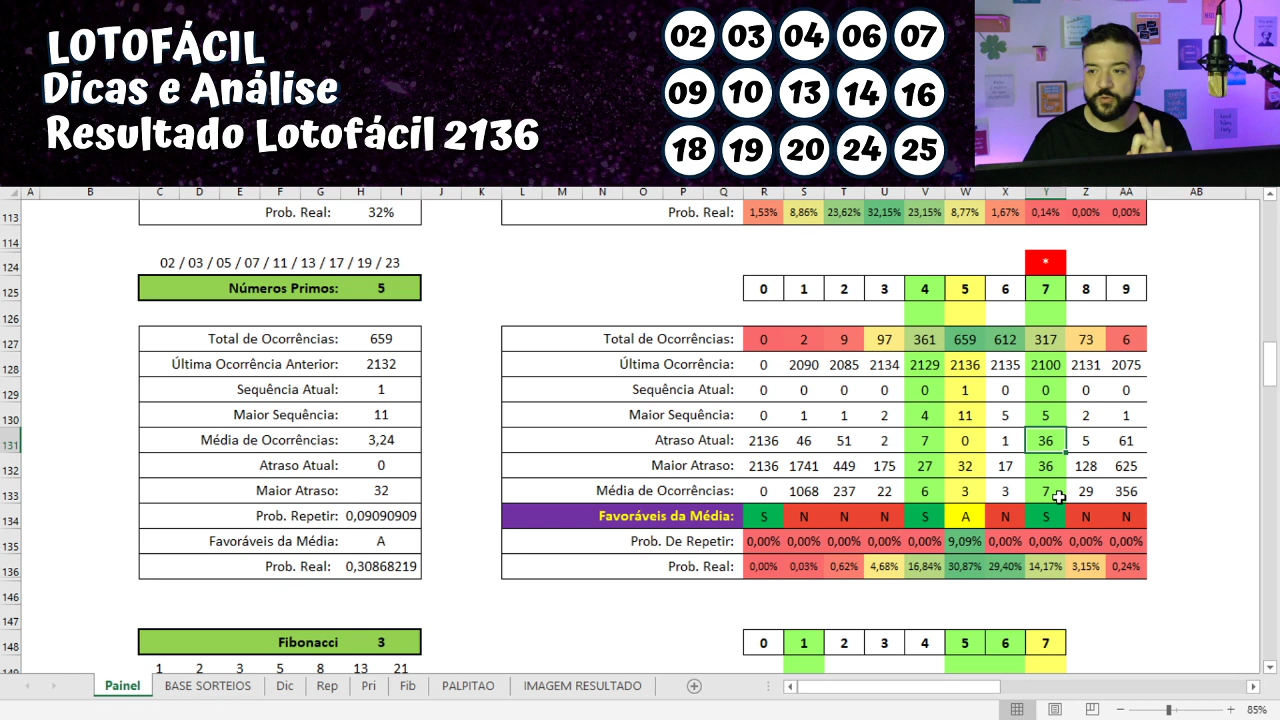 LOTOFÁCIL
Dicas e Análise
Resultado Lotofácil 2136
02 03 04 06 07
09 10 13 14 16
18 19 20 24 25
A B C D E F G H I J K L M N O P Q R S T U V W X Y Z AA AB
113 Prob. Real: 32% Prob. Real: 1,53% 8,86% 23,62% 32,15% 23,15% 8,77% 1,67% 0,14% 0,00% 0,00%
114
124 02 / 03 / 05 / 07 / 11 / 13 / 17 / 19 / 23 *
125 Números Primos: 5 0 1 2 3 4 5 6 7 8 9
126
127 Total de Ocorrências: 659 Total de Ocorrências: 0 2 9 97 361 659 612 317 73 6
128 Última Ocorrência Anterior: 2132 Última Ocorrência: 0 2090 2085 2134 2129 2136 2135 2100 2131 2075
129 Sequência Atual: 1 Sequência Atual: 0 0 0 0 0 1 0 0 0 0
130 Maior Sequência: 11 Maior Sequência: 0 1 1 2 4 11 5 5 2 1
131 Média de Ocorrências: 3,24 Atraso Atual: 2136 46 51 2 7 0 1 36 5 61
132 Atraso Atual: 0 Maior Atraso: 2136 1741 449 175 27 32 17 36 128 625
133 Maior Atraso: 32 Média de Ocorrências: 0 1068 237 22 6 3 3 7 29 356
134 Prob. Repetir: 0,09090909 Favoráveis da Média: S N N N S A N S N N
135 Favoráveis da Média: A Prob. De Repetir: 0,00% 0,00% 0,00% 0,00% 0,00% 9,09% 0,00% 0,00% 0,00% 0,00%
136 Prob. Real: 0,30868219 Prob. Real: 0,00% 0,03% 0,62% 4,68% 16,84% 30,87% 29,40% 14,17% 3,15% 0,24%
146
147
148 Fibonacci 3 0 1 2 3 4 5 6 7
149 1 2 3 5 8 13 21
Painel BASE SORTEIOS Dic Rep Pri Fib PALPITAO IMAGEM RESULTADO
85%